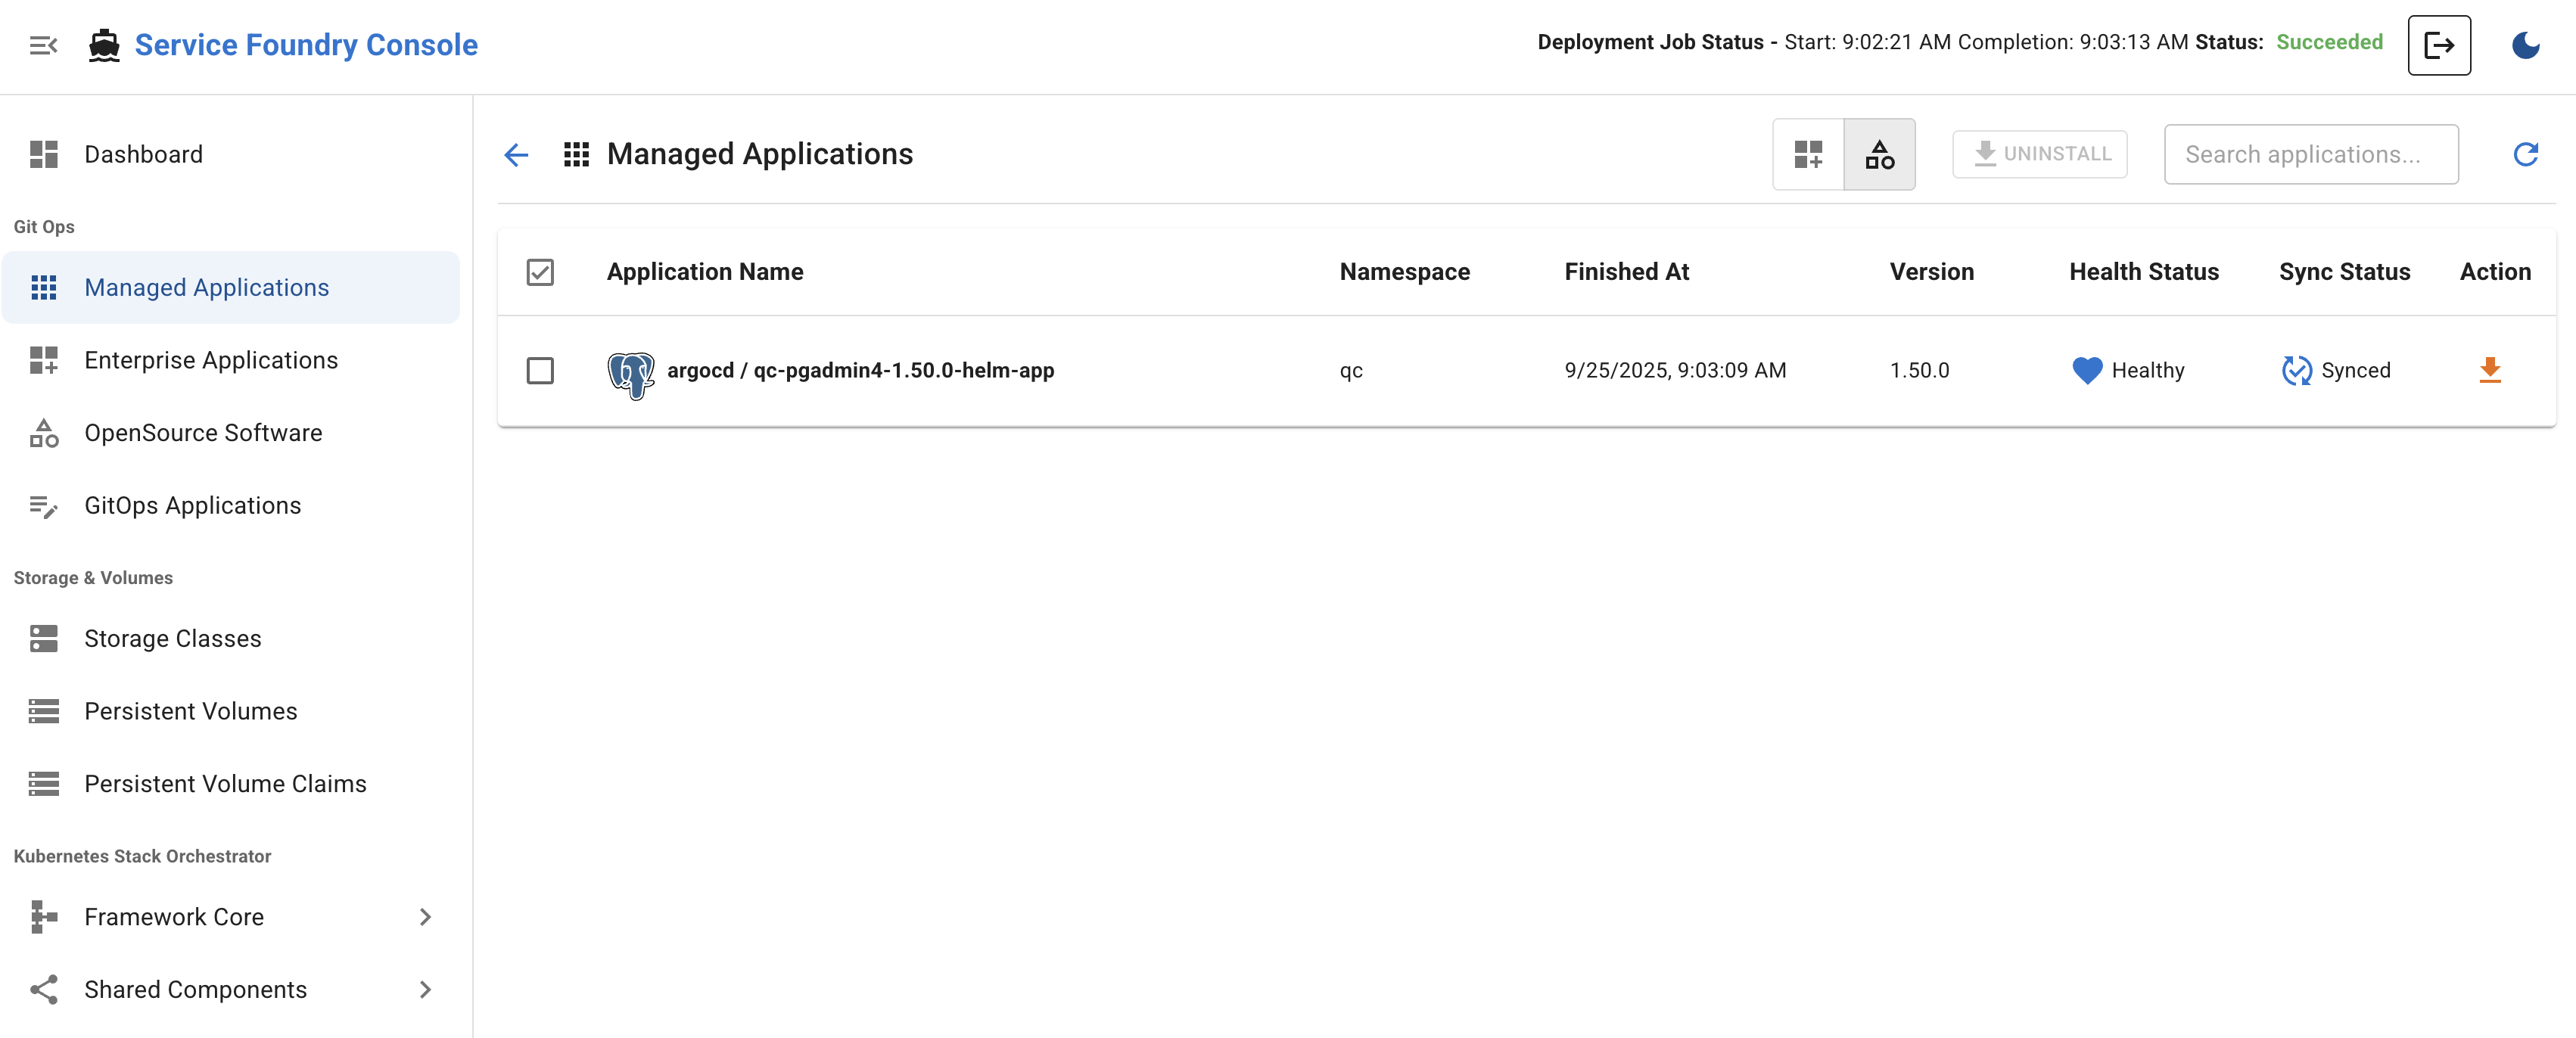 Service Foundry Console
Deployment Job Status - Start: 9:02:21 AM Completion: 9:03:13 AM Status: Succeeded
Dashboard
Git Ops
Managed Applications
Enterprise Applications
OpenSource Software
GitOps Applications
Storage & Volumes
Storage Classes
Persistent Volumes
Persistent Volume Claims
Kubernetes Stack Orchestrator
Framework Core
Shared Components
Managed Applications
UNINSTALL
Search applications...
Application Name Namespace Finished At Version Health Status Sync Status Action
argocd / qc-pgadmin4-1.50.0-helm-app qc 9/25/2025, 9:03:09 AM 1.50.0 Healthy Synced